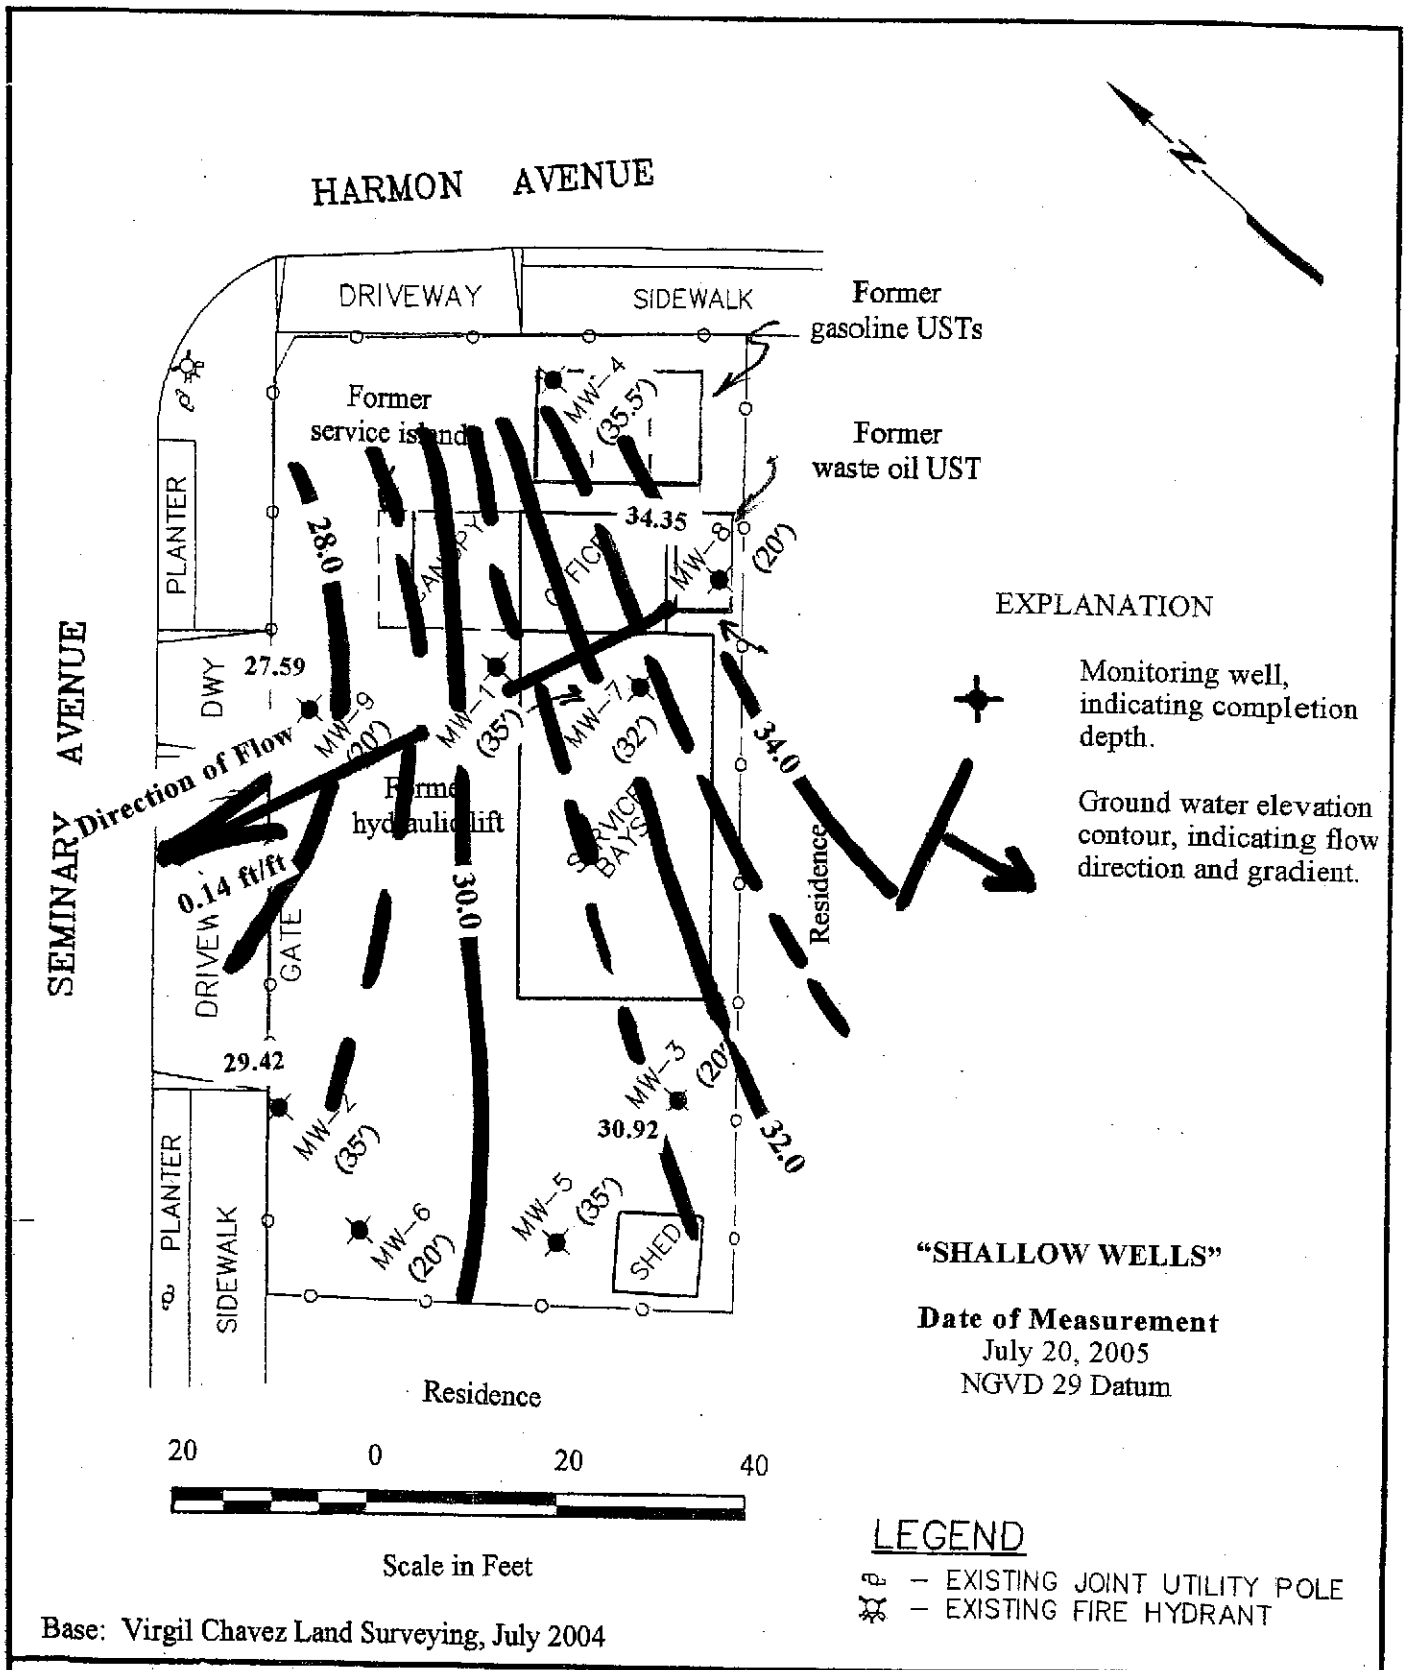 N
HARMON AVENUE
DRIVEWAY
SIDEWALK
Former
gasoline USTs
MW-4
(35.5')
Former
service island
Former
waste oil UST
PLANTER
28.0
34.35
CANOPY
OFFICE
MW-8
(20')
EXPLANATION
SEMINARY AVENUE
DWY
27.59
MW-9
(20')
MW-1
(35')
MW-7
(32')
34.0
Monitoring well,
indicating completion
depth.
Direction of Flow
Former
hydraulic lift
SERVICE
BAYS
Residence
Ground water elevation
contour, indicating flow
direction and gradient.
0.14 ft/ft
30.0
DRIVEW
GATE
29.42
MW-2
(35')
MW-3
(20')
30.92
32.0
PLANTER
SIDEWALK
MW-6
(20')
MW-5
(35')
SHED
“SHALLOW WELLS”
Date of Measurement
July 20, 2005
NGVD 29 Datum
Residence
20 0 20 40
Scale in Feet
LEGEND
– EXISTING JOINT UTILITY POLE
– EXISTING FIRE HYDRANT
Base: Virgil Chavez Land Surveying, July 2004